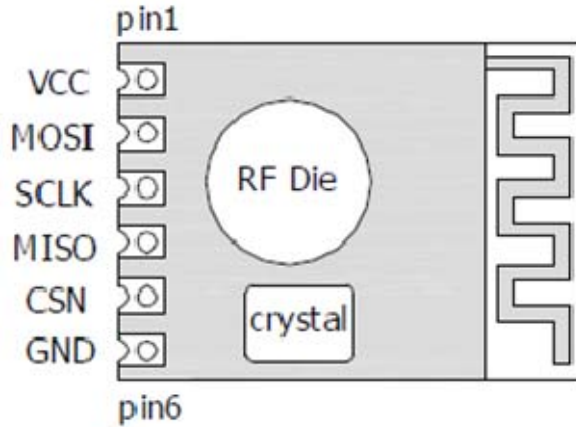 pin1
VCC
MOSI
SCLK
MISO
CSN
GND
pin6
RF Die
crystal